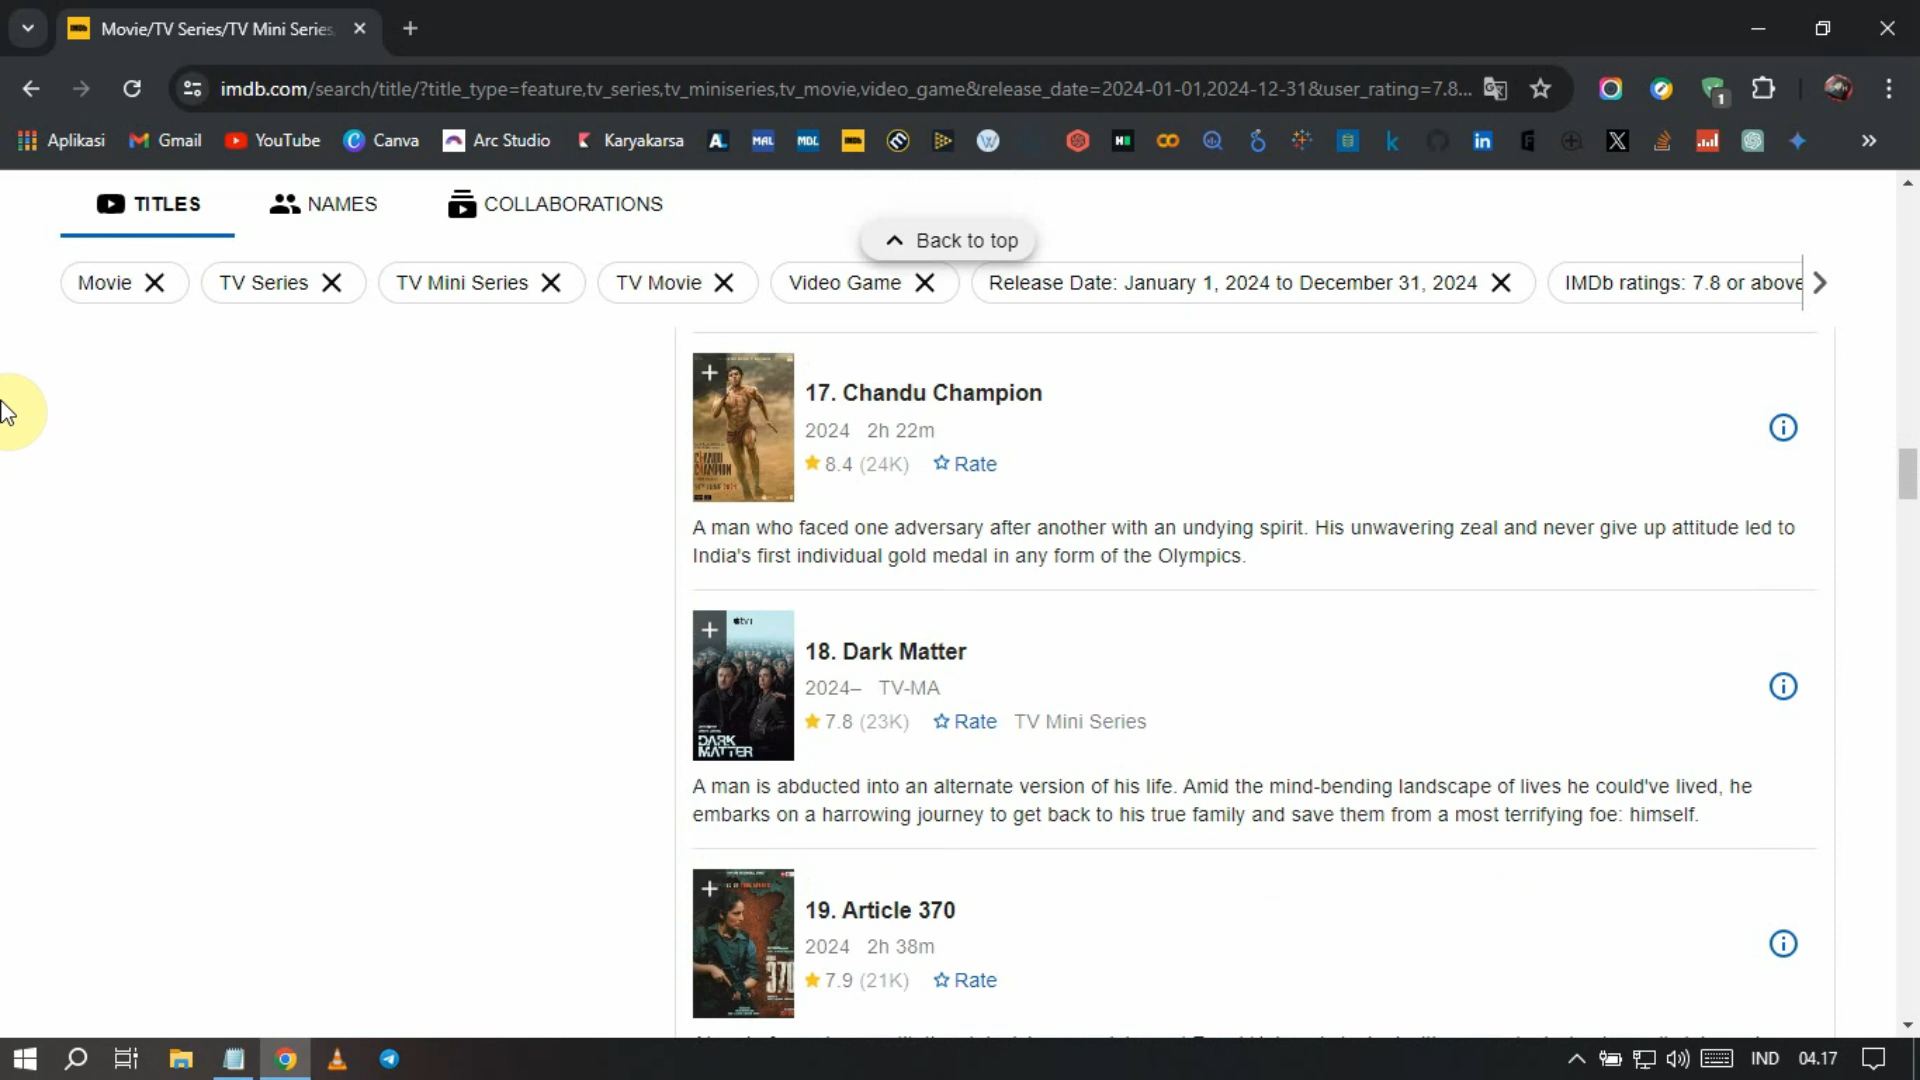 Movie/TV Series/TV Mini Series,
imdb.com/search/title/?title_type=feature,tv_series,tv_miniseries,tv_movie,video_game&release_date=2024-01-01,2024-12-31&user_rating=7.8...
1
Aplikasi
Gmail
YouTube
Canva
Arc Studio
Karyakarsa
MAL
MDL
IMDb
TITLES
NAMES
COLLABORATIONS
Back to top
Movie
TV Series
TV Mini Series
TV Movie
Video Game
Release Date: January 1, 2024 to December 31, 2024
IMDb ratings: 7.8 or above
CHANDU
CHAMPION
17. Chandu Champion
2024 2h 22m
8.4 (24K) Rate
A man who faced one adversary after another with an undying spirit. His unwavering zeal and never give up attitude led to
India's first individual gold medal in any form of the Olympics.
DARK
MATTER
18. Dark Matter
2024– TV-MA
7.8 (23K) Rate TV Mini Series
A man is abducted into an alternate version of his life. Amid the mind-bending landscape of lives he could've lived, he
embarks on a harrowing journey to get back to his true family and save them from a most terrifying foe: himself.
370
19. Article 370
2024 2h 38m
7.9 (21K) Rate
IND
04.17